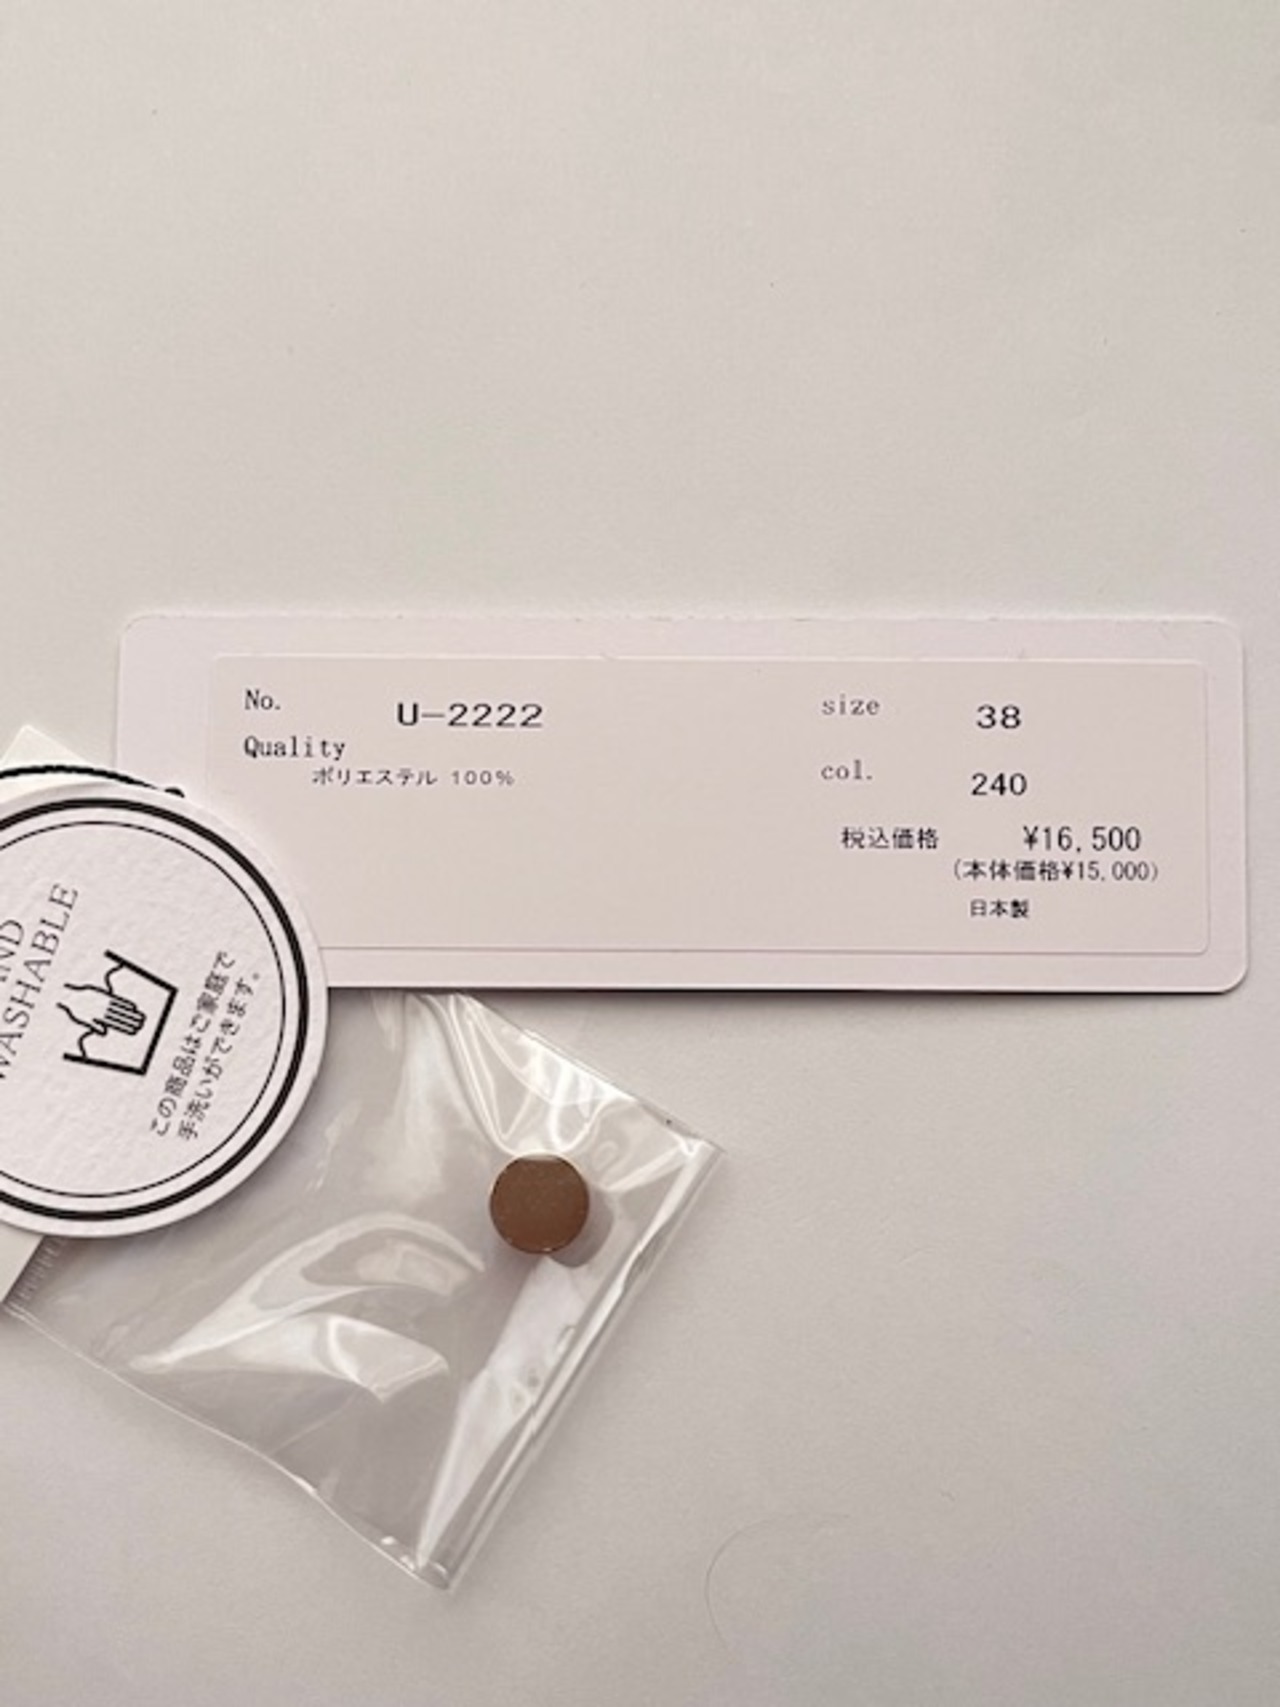 No. U-2222
Quality
ポリエステル 100%
size 38
col. 240
税込価格 ¥16,500
(本体価格¥15,000)
日本製
WASHABLE
この商品はご家庭で
手洗いができます。